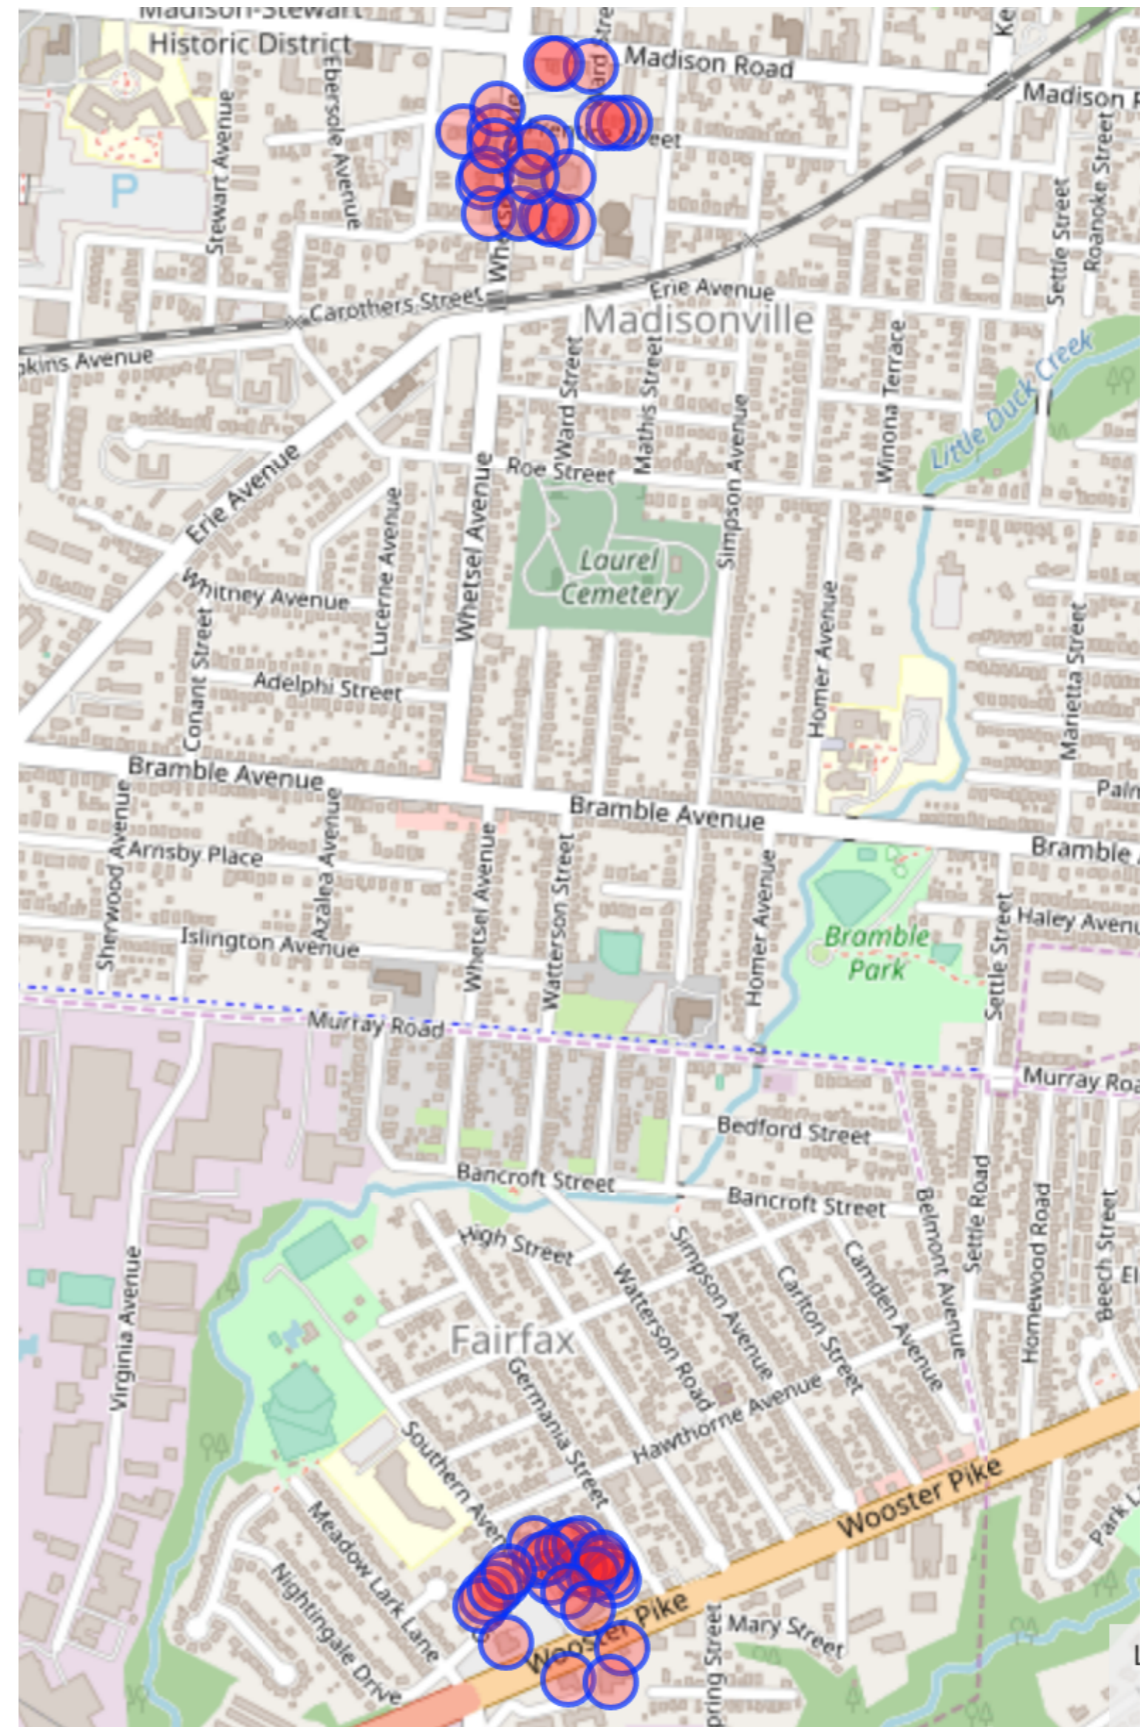 Madison-Stewart
Historic District
Madison Road
Ebersole Avenue
Stewart Avenue
P
Carothers Street
Erie Avenue
Madisonville
Settle Street
Roanoke Street
Ward Street
Mathis Street
Simpson Avenue
Winona Terrace
Little Duck Creek
Roe Street
Erie Avenue
Whetsel Avenue
Laurel
Cemetery
Lucerne Avenue
Whitney Avenue
Conant Street
Adelphi Street
Homer Avenue
Marietta Street
Bramble Avenue
Bramble Avenue
Bramble
Arnsby Place
Sherwood Avenue
Azalea Avenue
Whetsel Avenue
Watterson Street
Homer Avenue
Islington Avenue
Bramble
Park
Settle Street
Murray Road
Bedford Street
Bancroft Street
Bancroft Street
High Street
Simpson Avenue
Carlton Street
Camden Avenue
Belmont Avenue
Settle Road
Homewood Road
Beech Street
Virginia Avenue
Fairfax
Watterson Road
Germania Street
Hawthorne Avenue
Southern Aven
Wooster Pike
Meadow Lark Lane
Nightingale Drive
Wooster Pike
Mary Street
pring Street